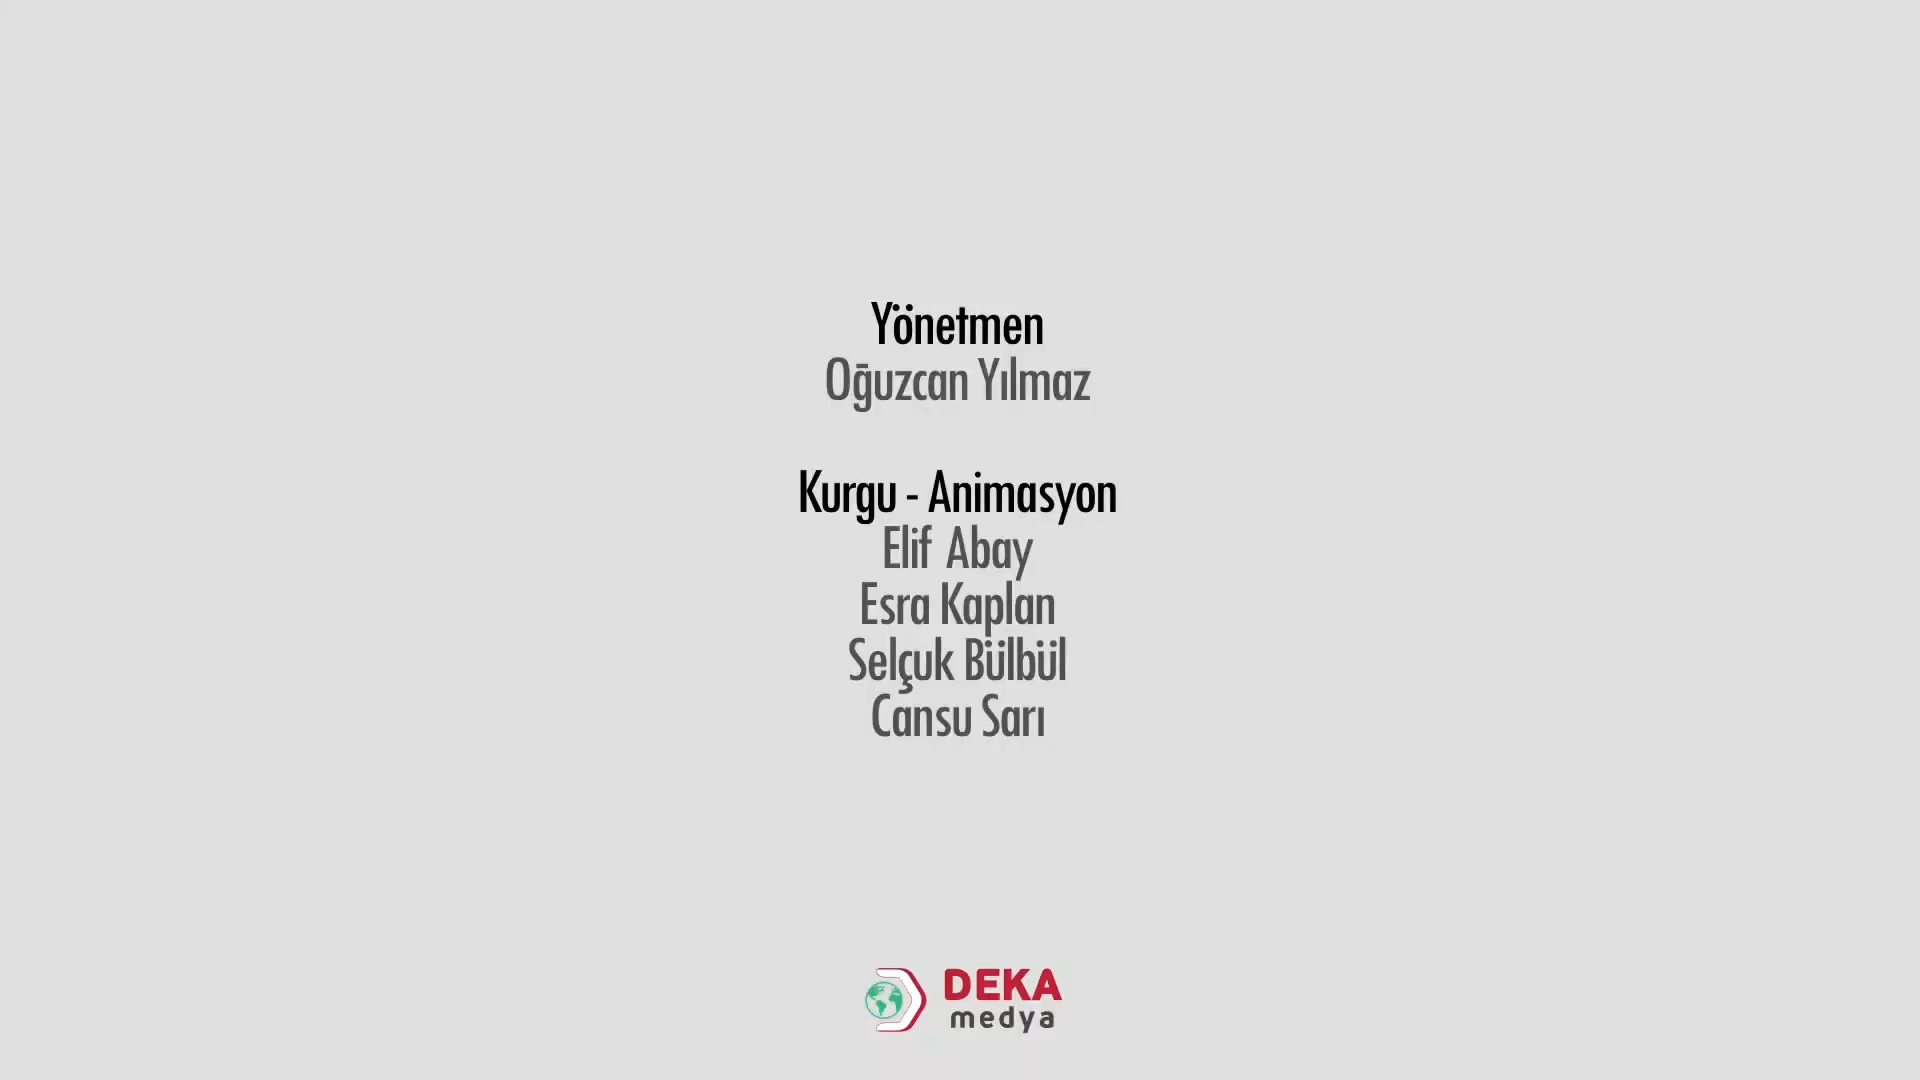 Yönetmen
Oğuzcan Yılmaz
Kurgu - Animasyon
Elif Abay
Esra Kaplan
Selçuk Bülbül
Cansu Sarı
DEKA
medya